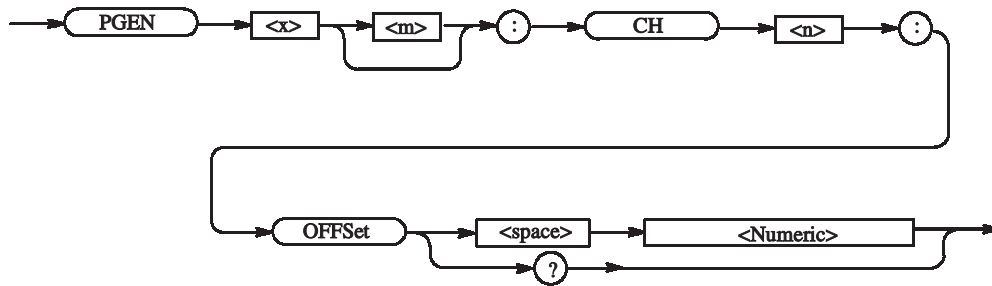 PGEN <x> <m> : CH <n> :
OFFSet <space> <Numeric>
?